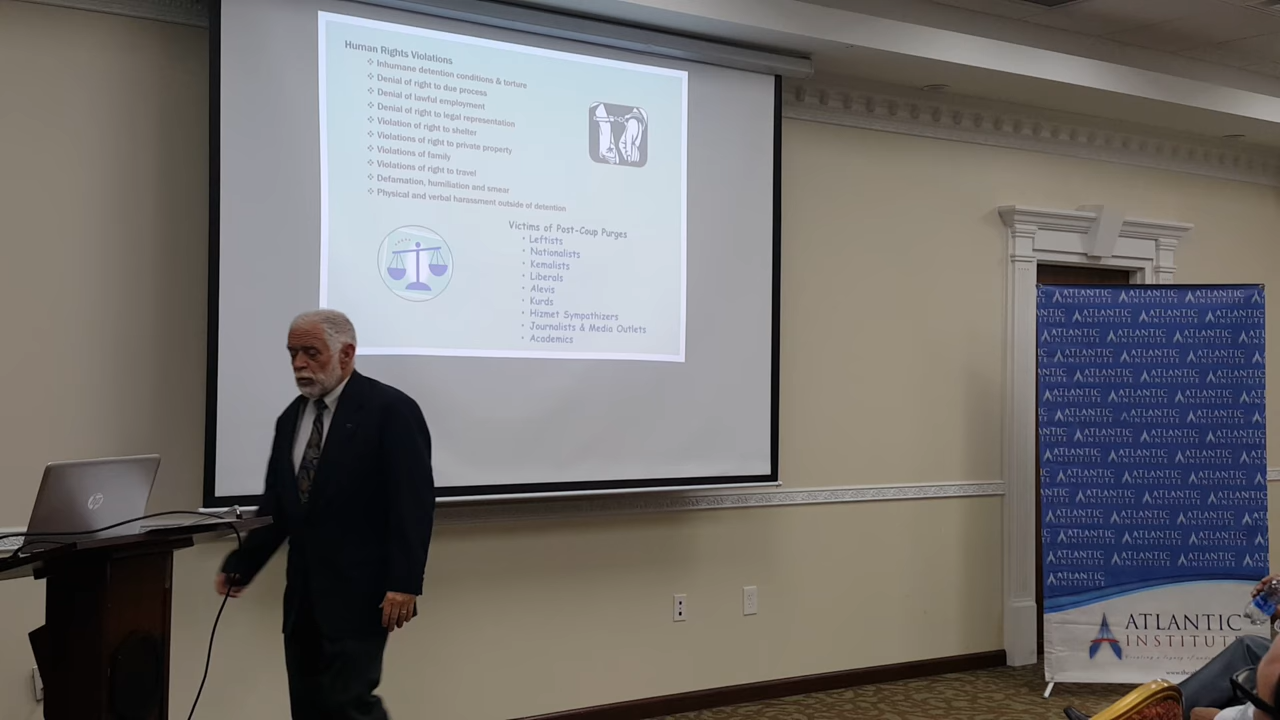 Human Rights Violations
❖ Inhumane detention conditions & torture
❖ Denial of right to due process
❖ Denial of lawful employment
❖ Denial of right to legal representation
❖ Violation of right to shelter
❖ Violations of right to private property
❖ Violations of family
❖ Violations of right to travel
❖ Defamation, humiliation and smear
❖ Physical and verbal harassment outside of detention
Victims of Post-Coup Purges
• Leftists
• Nationalists
• Kemalists
• Liberals
• Alevis
• Kurds
• Hizmet Sympathizers
• Journalists & Media Outlets
• Academics
hp
ATLANTIC
INSTITUTE
ATLANTIC
INSTITUTE